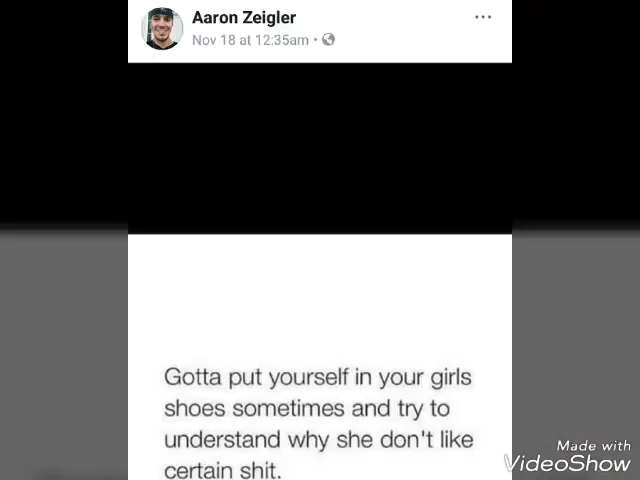 Aaron Zeigler
Nov 18 at 12:35am •
Gotta put yourself in your girls
shoes sometimes and try to
understand why she don't like
certain shit.
Made with
VideoShow